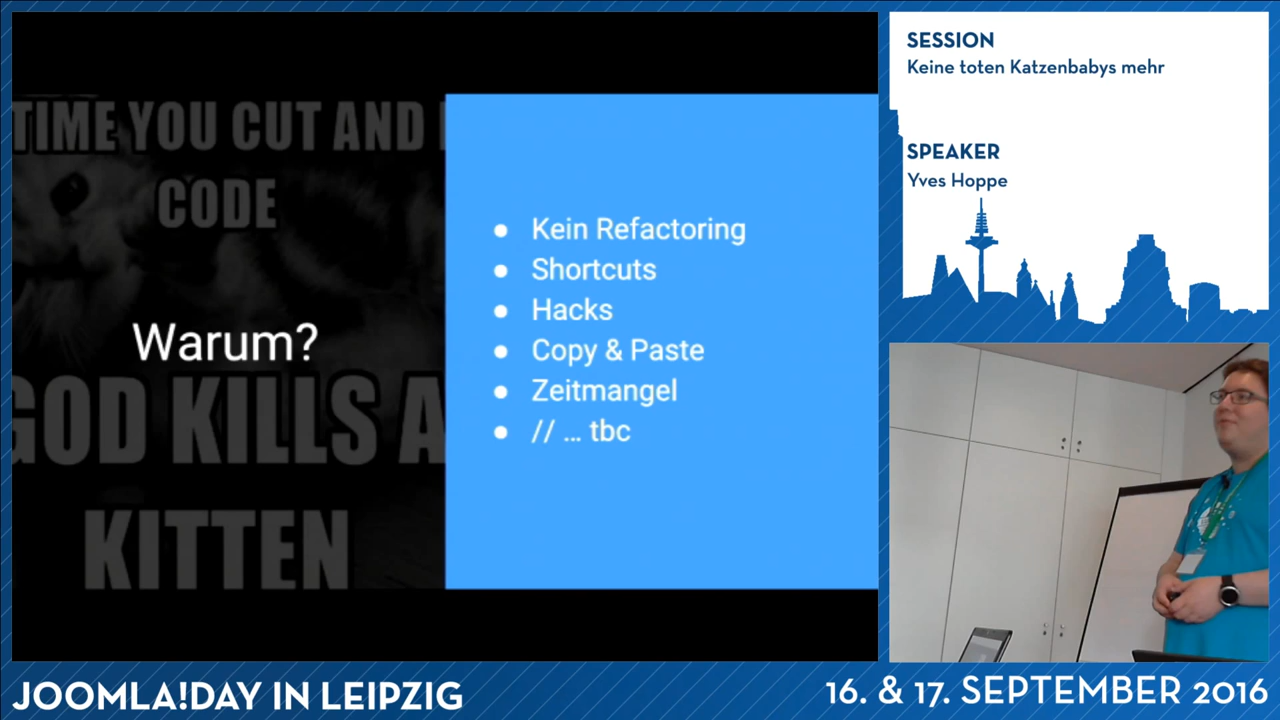 TIME YOU CUT AND
CODE
Warum?
GOD KILLS A
KITTEN
● Kein Refactoring
● Shortcuts
● Hacks
● Copy & Paste
● Zeitmangel
● // ... tbc
SESSION
Keine toten Katzenbabys mehr
SPEAKER
Yves Hoppe
JOOMLA!DAY IN LEIPZIG
16. & 17. SEPTEMBER 2016